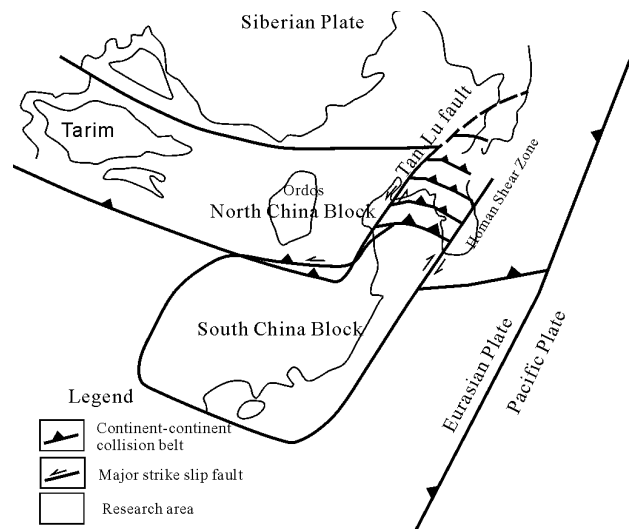 Siberian Plate
Tarim
Tan-Lu fault
Ordos
North China Block
Honam Shear Zone
South China Block
Eurasian Plate
Pacific Plate
Legend
Continent-continent
collision belt
Major strike slip fault
Research area